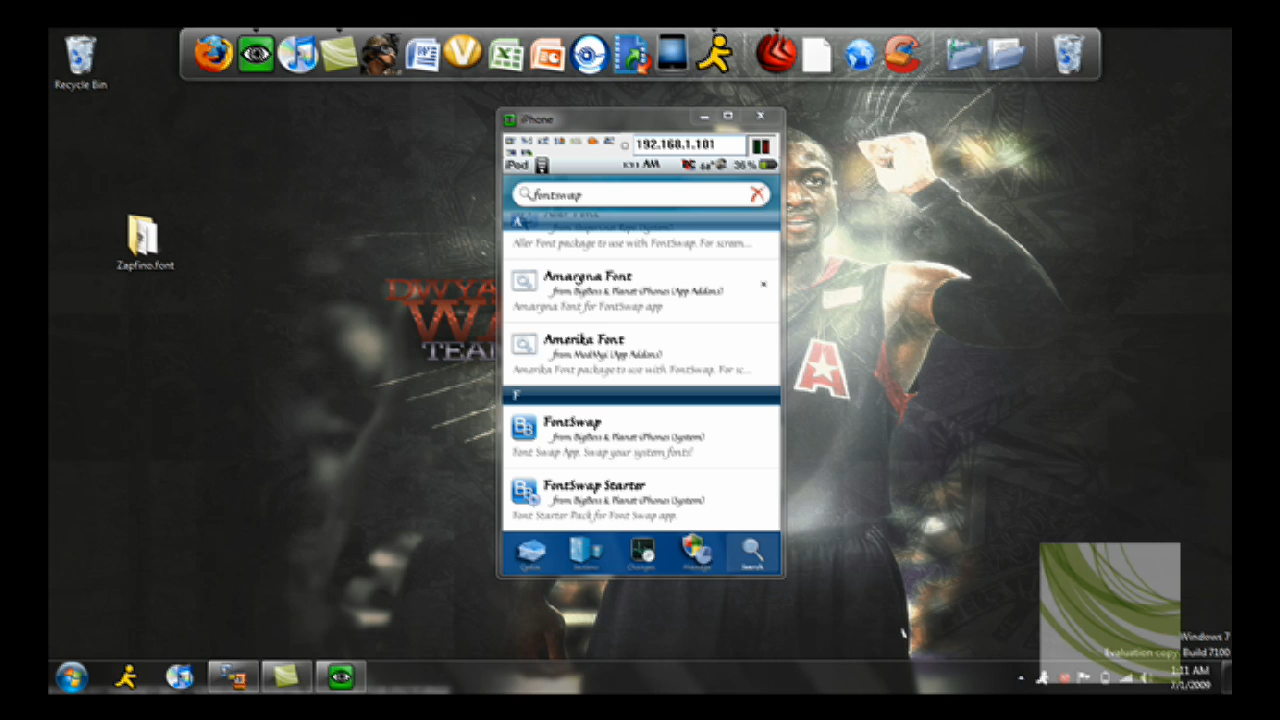 Recycle Bin
Zapfino.font
DWYA
WA
TEA
iPhone
192.168.1.101
iPod
AM
36%
fontswap
A
Aller Font package to use with FontSwap. For screen...
Amargna Font
from BigBoss & Planet-iPhones (App Addons)
Amargna Font for FontSwap app
Amerika Font
from ModMyi (App Addons)
Amerika Font package to use with FontSwap. For sc...
F
FontSwap
from BigBoss & Planet-iPhones (System)
Font Swap App. Swap your system fonts!
FontSwap Starter
from BigBoss & Planet-iPhones (System)
Font Starter Pack for Font Swap app.
Cydia
Sections
Changes
Manage
Search
A
Windows 7
Evaluation copy. Build 7100
1:11 AM
7/1/2009